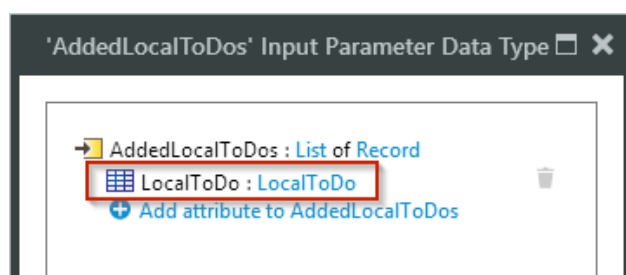 'AddedLocalToDos' Input Parameter Data Type
AddedLocalToDos : List of Record
LocalToDo : LocalToDo
Add attribute to AddedLocalToDos